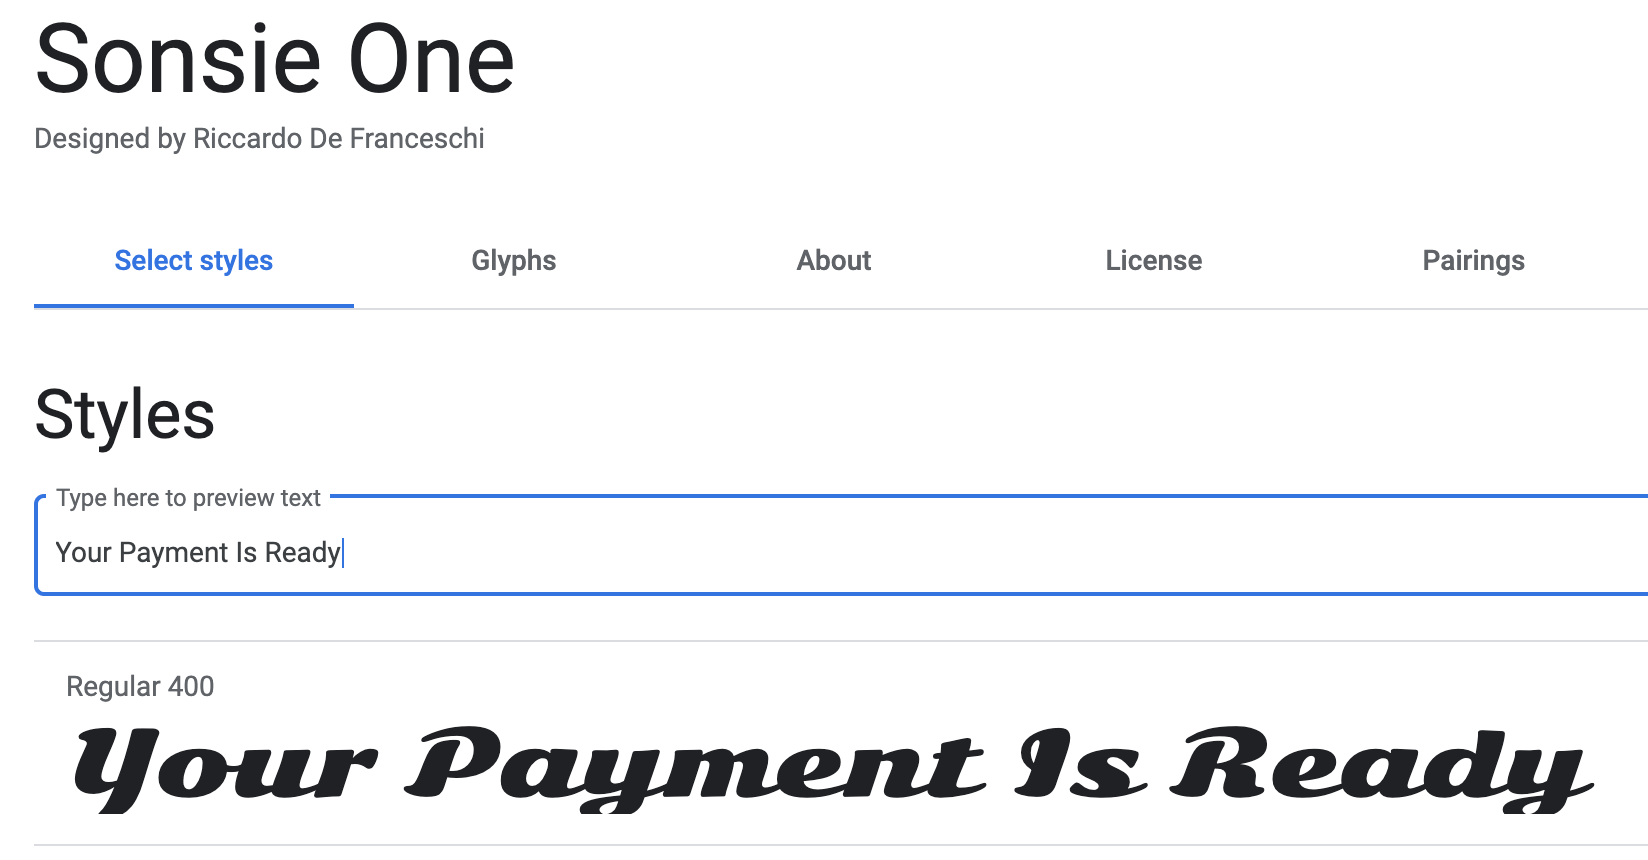 Sonsie One
Designed by Riccardo De Franceschi
Select styles Glyphs About License Pairings
Styles
Type here to preview text
Your Payment Is Ready
Regular 400
Your Payment Is Ready